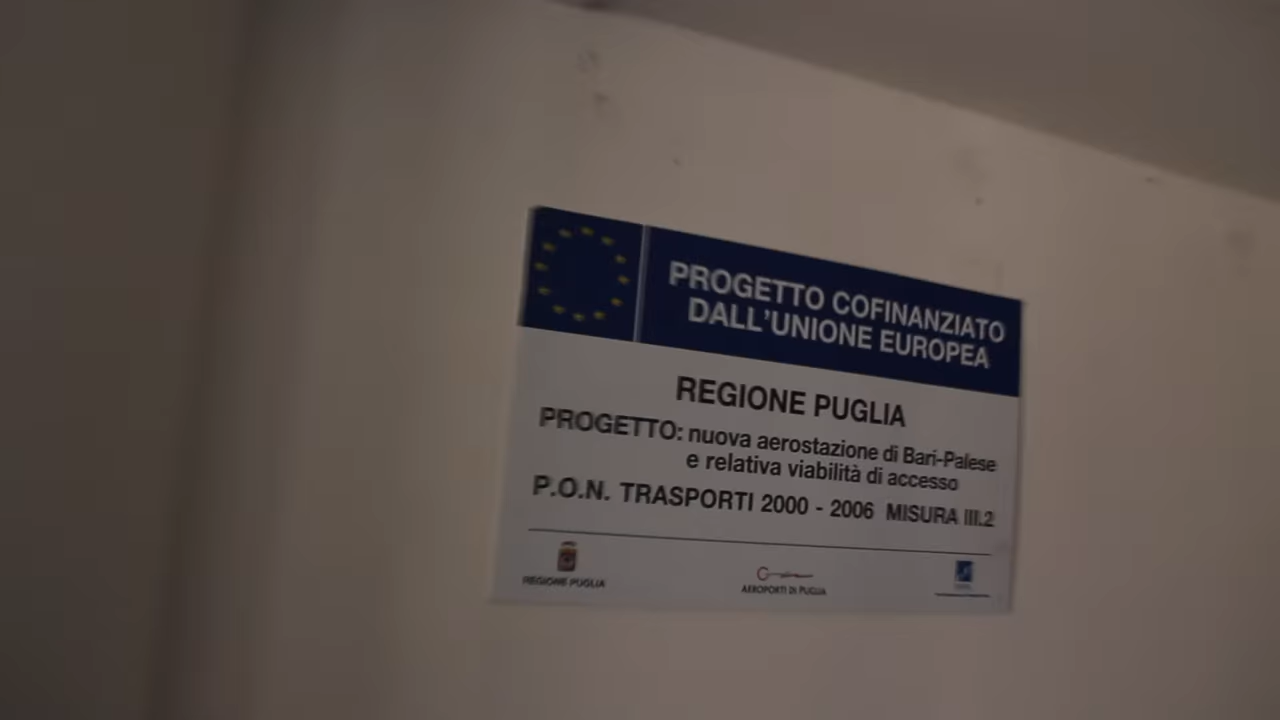 PROGETTO COFINANZIATO
DALL'UNIONE EUROPEA
REGIONE PUGLIA
PROGETTO: nuova aerostazione di Bari-Palese
e relativa viabilità di accesso
P.O.N. TRASPORTI 2000 - 2006 MISURA III.2
REGIONE PUGLIA
AEROPORTI DI PUGLIA